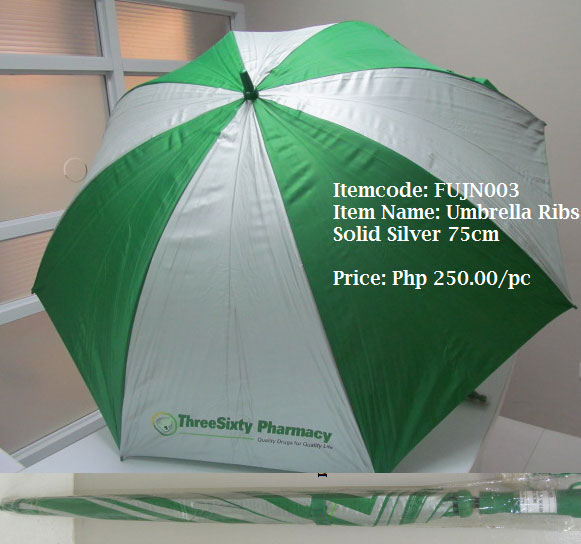 Itemcode: FUJN003
Item Name: Umbrella Ribs
Solid Silver 75cm
Price: Php 250.00/pc
ThreeSixty Pharmacy
Quality Drugs for Quality Life